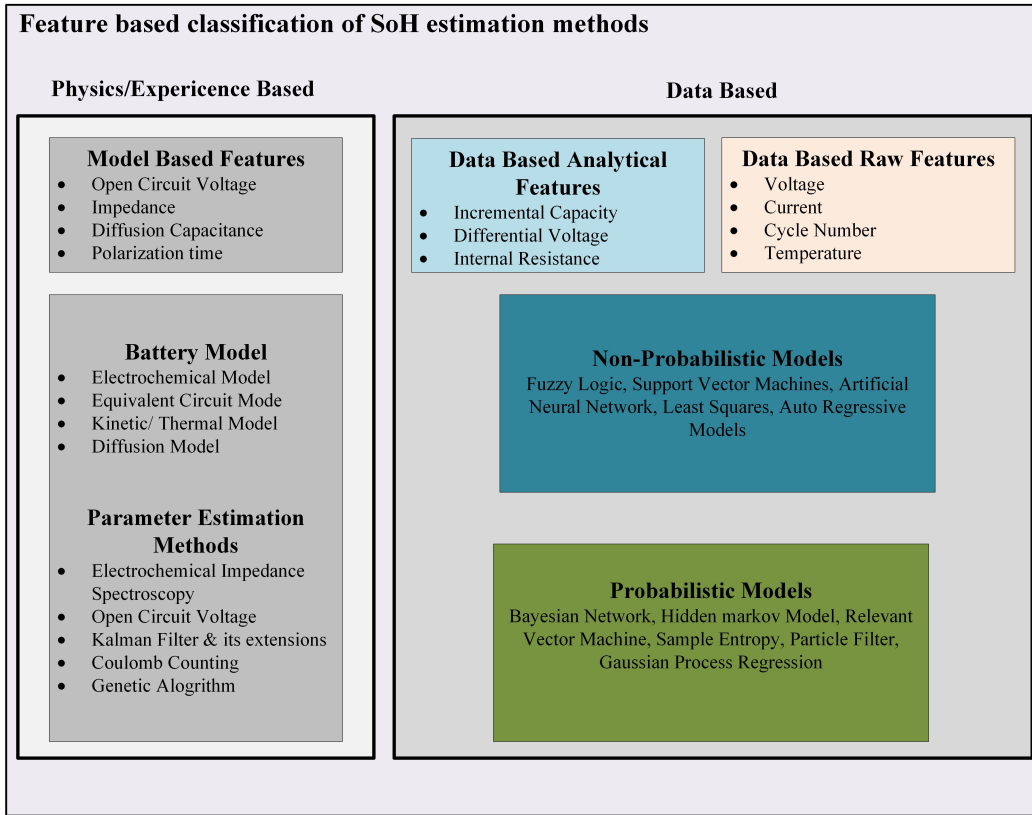 Feature based classification of SoH estimation methods
Physics/Expericence Based
Model Based Features
• Open Circuit Voltage
• Impedance
• Diffusion Capacitance
• Polarization time
Battery Model
• Electrochemical Model
• Equivalent Circuit Mode
• Kinetic/ Thermal Model
• Diffusion Model
Parameter Estimation
Methods
• Electrochemical Impedance
Spectroscopy
• Open Circuit Voltage
• Kalman Filter & its extensions
• Coulomb Counting
• Genetic Alogrithm
Data Based
Data Based Analytical
Features
• Incremental Capacity
• Differential Voltage
• Internal Resistance
Data Based Raw Features
• Voltage
• Current
• Cycle Number
• Temperature
Non-Probabilistic Models
Fuzzy Logic, Support Vector Machines, Artificial
Neural Network, Least Squares, Auto Regressive
Models
Probabilistic Models
Bayesian Network, Hidden markov Model, Relevant
Vector Machine, Sample Entropy, Particle Filter,
Gaussian Process Regression